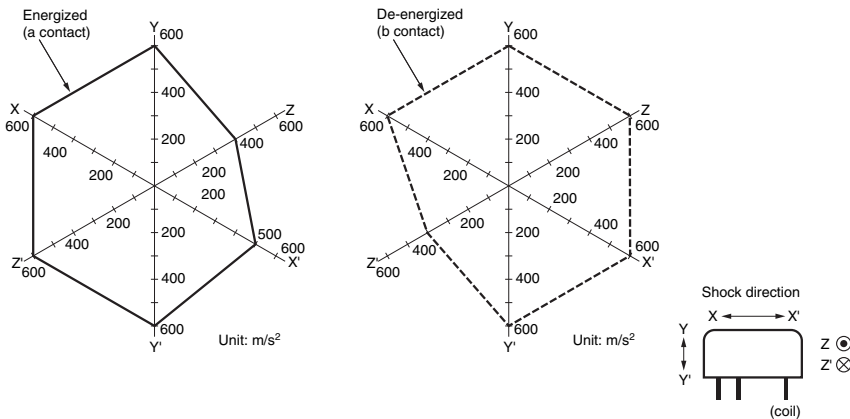 Energized
(a contact)
Y
600
400
200
X
600
400
200
Z
600
400
200
200
Z'
600
400
200
500
600
X'
400
600
Y'
Unit: m/s²
De-energized
(b contact)
Y
600
400
200
X
600
400
200
Z
600
400
200
200
Z'
600
400
200
400
600
X'
400
600
Y'
Unit: m/s²
Shock direction
X X'
Y
Y'
Z
Z'
(coil)